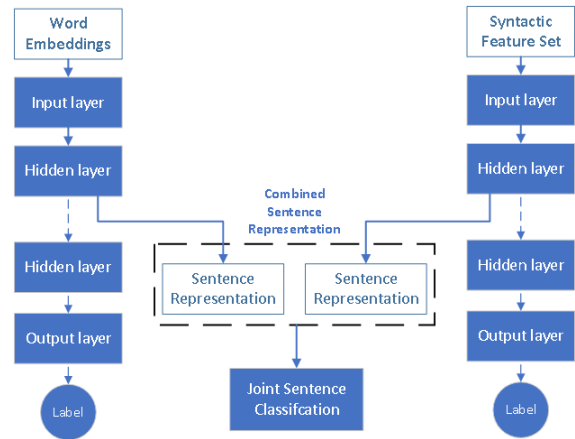 Word
Embeddings
Input layer
Hidden layer
Hidden layer
Output layer
Label
Combined
Sentence
Representation
Sentence
Representation
Sentence
Representation
Joint Sentence
Classifcation
Syntactic
Feature Set
Input layer
Hidden layer
Hidden layer
Output layer
Label